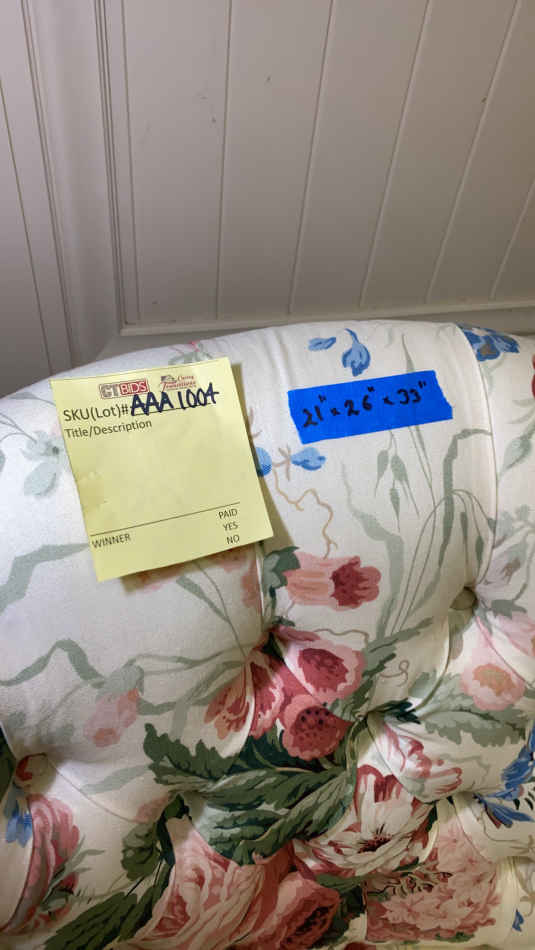 CTBIDS Caring Transitions
SKU(Lot)# AAA1004
Title/Description
PAID
WINNER YES
NO
21" x 26" x 33"